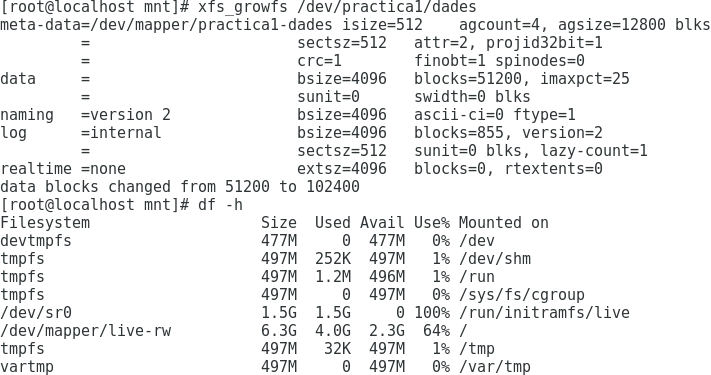 [root@localhost mnt]# xfs_growfs /dev/practica1/dades
meta-data=/dev/mapper/practica1-dades isize=512    agcount=4, agsize=12800 blks
         =                       sectsz=512   attr=2, projid32bit=1
         =                       crc=1        finobt=1 spinodes=0
data     =                       bsize=4096   blocks=51200, imaxpct=25
         =                       sunit=0      swidth=0 blks
naming   =version 2              bsize=4096   ascii-ci=0 ftype=1
log      =internal               bsize=4096   blocks=855, version=2
         =                       sectsz=512   sunit=0 blks, lazy-count=1
realtime =none                   extsz=4096   blocks=0, rtextents=0
data blocks changed from 51200 to 102400
[root@localhost mnt]# df -h
Filesystem                   Size  Used Avail Use% Mounted on
devtmpfs                     477M     0  477M   0% /dev
tmpfs                        497M  252K  497M   1% /dev/shm
tmpfs                        497M  1.2M  496M   1% /run
tmpfs                        497M     0  497M   0% /sys/fs/cgroup
/dev/sr0                     1.5G  1.5G     0 100% /run/initramfs/live
/dev/mapper/live-rw          6.3G  4.0G  2.3G  64% /
tmpfs                        497M   32K  497M   1% /tmp
vartmp                       497M     0  497M   0% /var/tmp